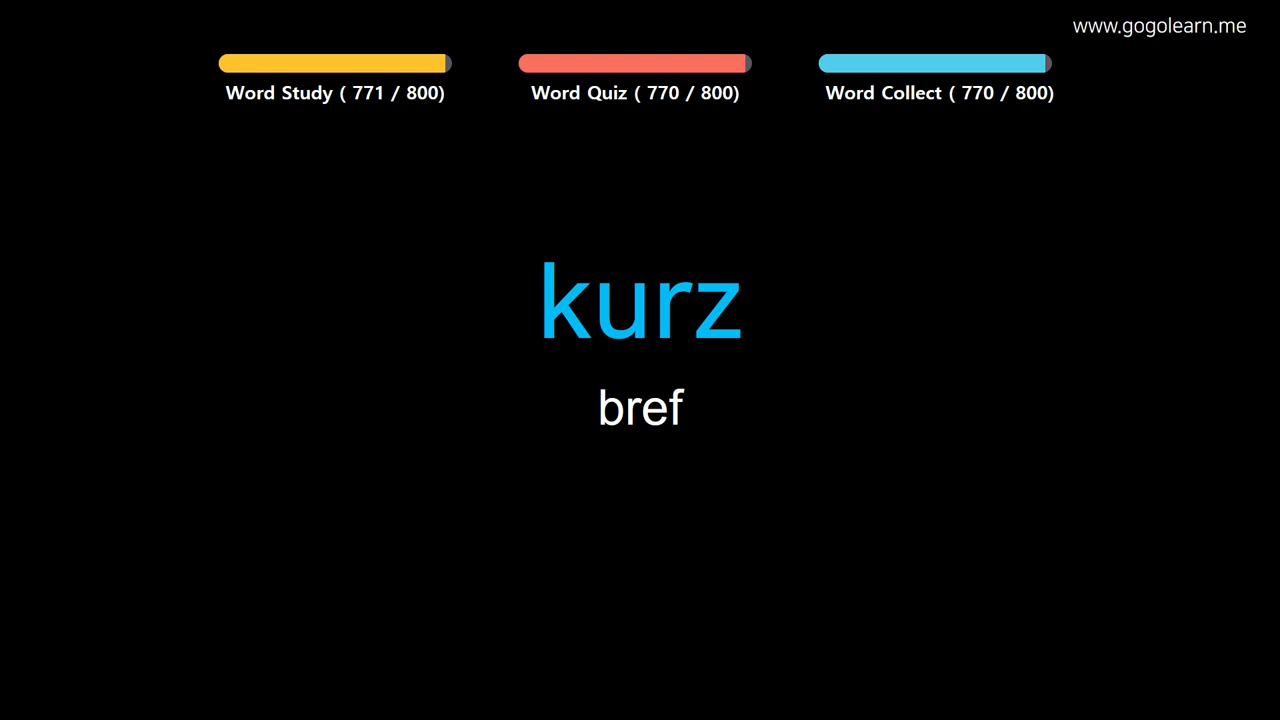 www.gogolearn.me
Word Study ( 771 / 800)
Word Quiz ( 770 / 800)
Word Collect ( 770 / 800)
kurz
bref